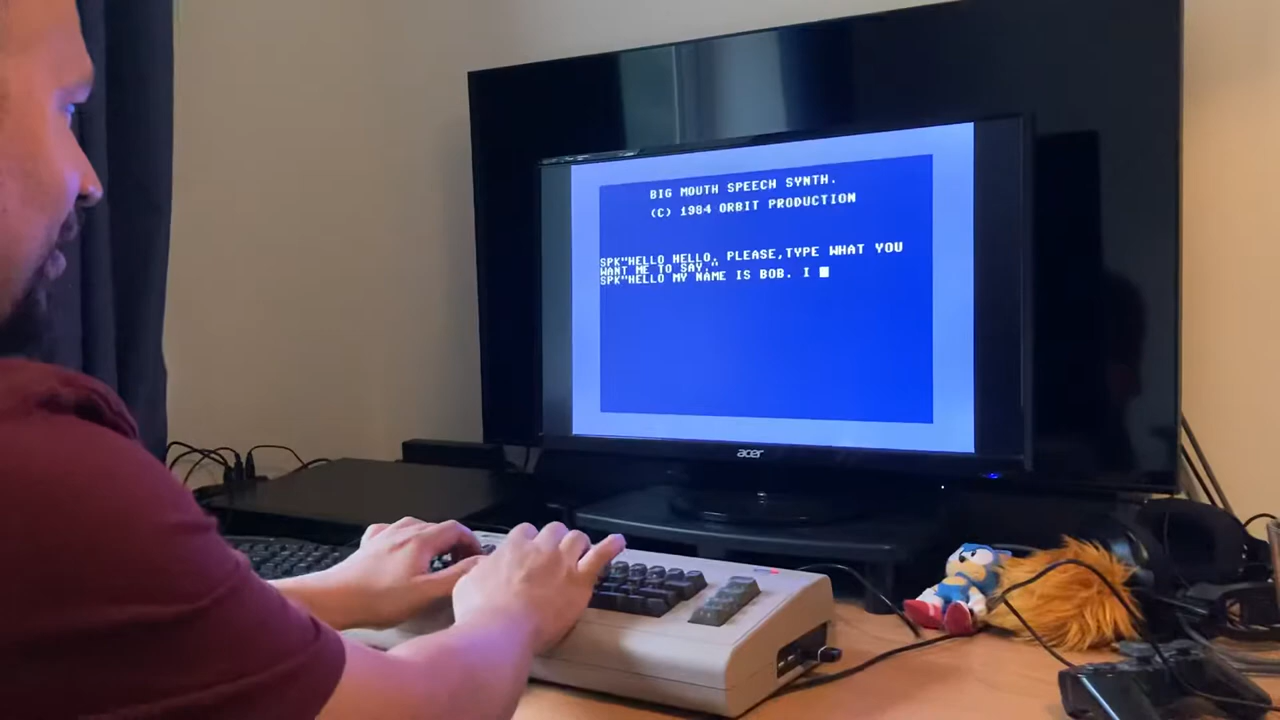 BIG MOUTH SPEECH SYNTH.
(C) 1984 ORBIT PRODUCTION
SPK"HELLO HELLO. PLEASE,TYPE WHAT YOU
WANT ME TO SAY."
SPK"HELLO MY NAME IS BOB. I
acer